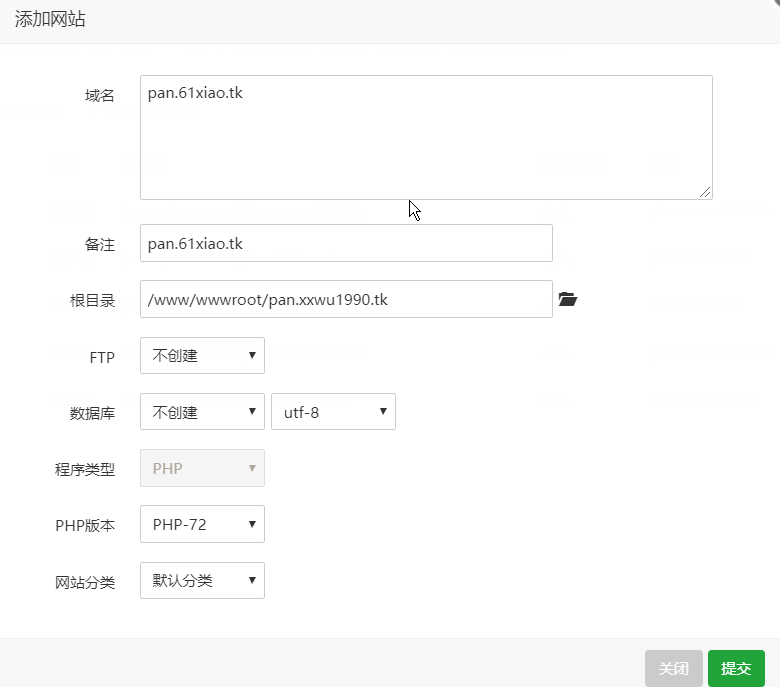 添加网站
域名
pan.61xiao.tk
备注
pan.61xiao.tk
根目录
/www/wwwroot/pan.xxwu1990.tk
FTP
不创建
数据库
不创建 utf-8
程序类型
PHP
PHP版本
PHP-72
网站分类
默认分类
关闭 提交